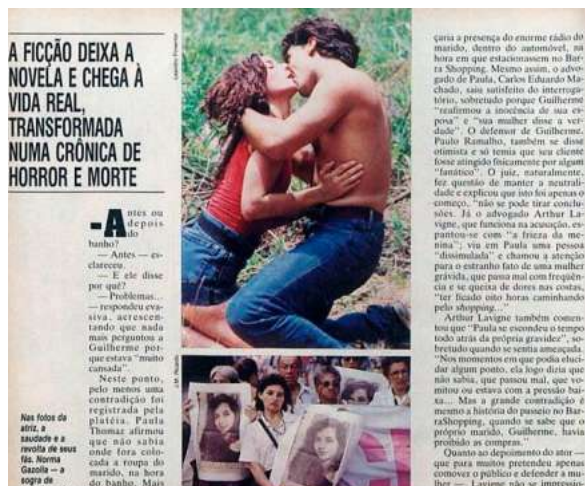 A FICÇÃO DEIXA A
NOVELA E CHEGA À
VIDA REAL,
TRANSFORMADA
NUMA CRÔNICA DE
HORROR E MORTE
-Antes ou
depois
do
banho?
— Antes — es-
clareceu.
— E ele disse
por quê?
— Problemas...
— respondeu eva-
siva, acrescen-
tando que nada
mais perguntou a
Guilherme por-
que estava "muito
cansada".
Neste ponto,
pelo menos uma
contradição foi
registrada pela
platéia. Paula
Thomaz afirmou
que não sabia
onde fora colo-
cada a roupa do
marido, na hora
do banho. Mais
Nas fotos da
atriz, a
saudade e a
revolta de seus
fãs. Norma
Gazolla — a
sogra de
çaria a presença do enorme rádio do
marido, dentro do automóvel, na
hora em que estacionassem no Bar-
ra Shopping. Mesmo assim, o advo-
gado de Paula, Carlos Eduardo Ma-
chado, saiu satisfeito do interroga-
tório, sobretudo porque Guilherme
"reafirmou a inocência de sua es-
posa" e "sua mulher disse a ver-
dade". O defensor de Guilherme,
Paulo Ramalho, também se disse
otimista e só temia que seu cliente
fosse atingido fisicamente por algum
"fanático". O juiz, naturalmente,
fez questão de manter a neutrali-
dade e explicou que isto foi apenas o
começo, "não se pode tirar conclu-
sões. Já o advogado Arthur La-
vigne, que funciona na acusação, es-
pantou-se com "a frieza da me-
nina"; viu em Paula uma pessoa
"dissimulada" e chamou a atenção
para o estranho fato de uma mulher
grávida, que passa mal com freqüên-
cia e se queixa de dores nas costas,
"ter ficado oito horas caminhando
pelo shopping..."
Arthur Lavigne também comen-
tou que "Paula se escondeu o tempo
todo atrás da própria gravidez", so-
bretudo quando se sentia ameaçada.
"Nos momentos em que podia eluci-
dar algum ponto, ela logo dizia que
não sabia, que passou mal, que vo-
mitou ou estava com a pressão bai-
xa... Mas a grande contradição é
mesmo a história do passeio no Bar-
raShopping, quando se sabe que o
próprio marido, Guilherme, havia
proibido as compras."
Quanto ao depoimento do ator —
que para muitos pretendeu apenas
comover o público e defender a mu-
lher — Lavigne não se impressio-